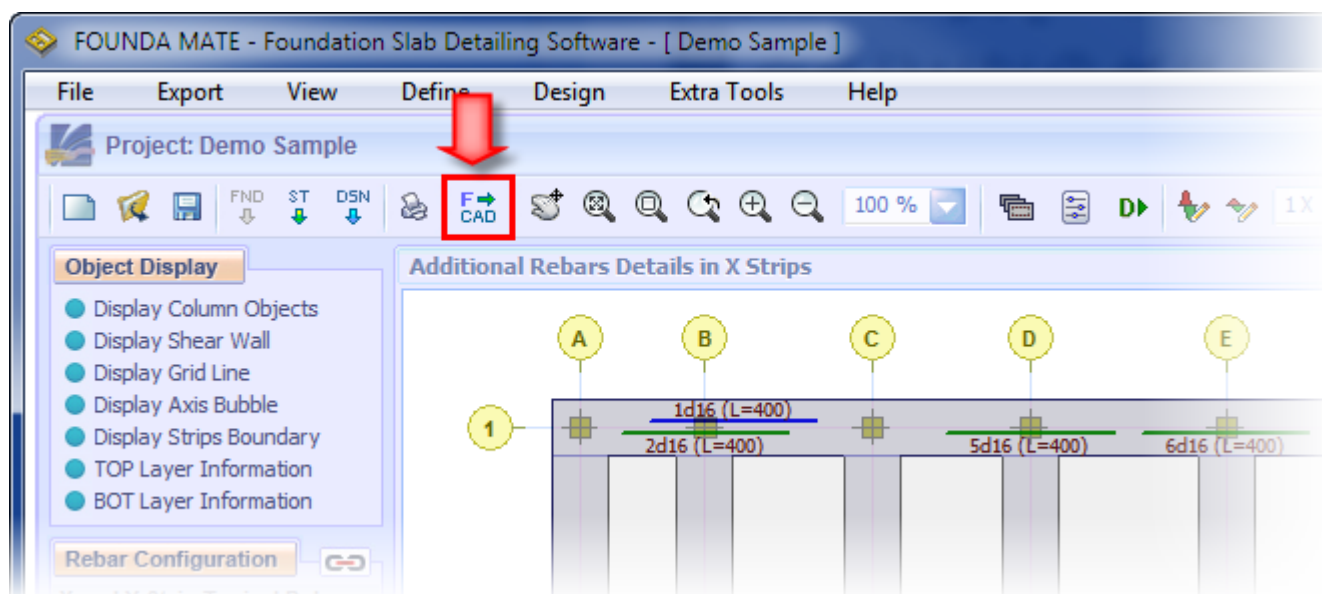 FOUNDA MATE - Foundation Slab Detailing Software - [ Demo Sample ]
File Export View Define Design Extra Tools Help
Project: Demo Sample
FND ST DSN F CAD 100 % D 1X
Object Display
Additional Rebars Details in X Strips
Display Column Objects
Display Shear Wall
Display Grid Line
Display Axis Bubble
Display Strips Boundary
TOP Layer Information
BOT Layer Information
A B C D E
1
1d16 (L=400)
2d16 (L=400) 5d16 (L=400) 6d16 (L=400)
Rebar Configuration